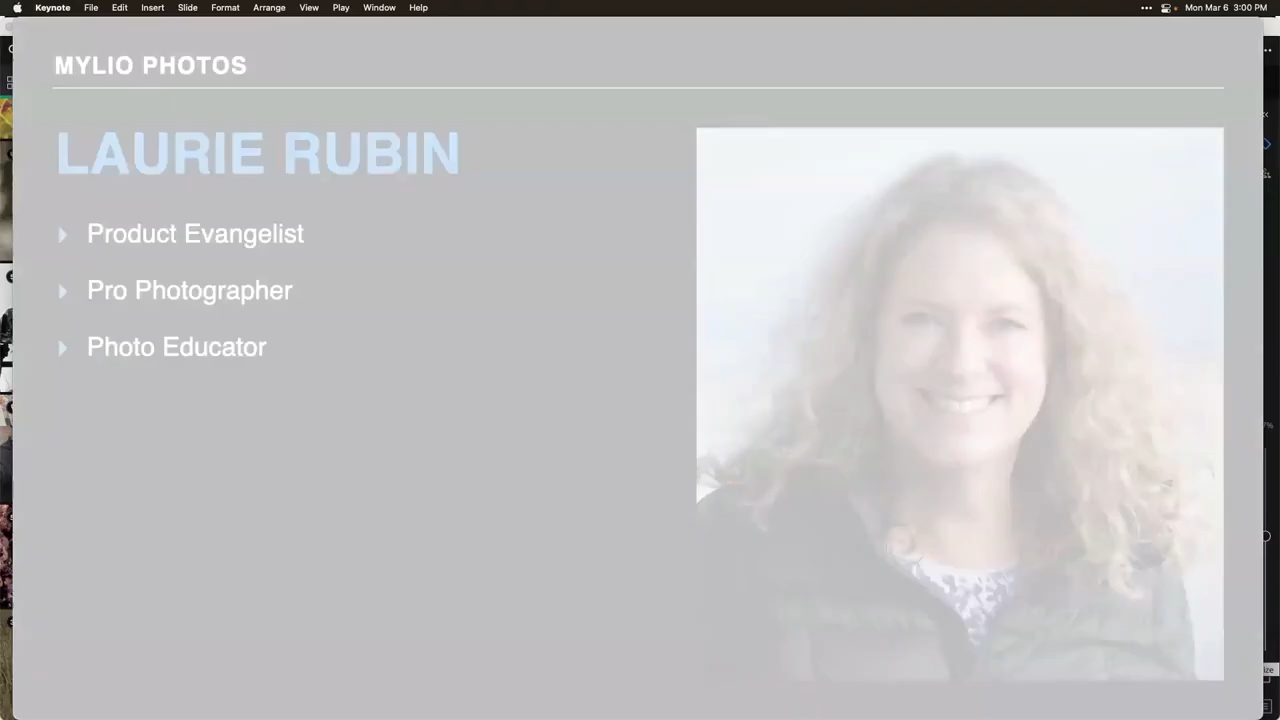 Keynote File Edit Insert Slide Format Arrange View Play Window Help Mon Mar 6 3:00 PM
MYLIO PHOTOS
LAURIE RUBIN
Product Evangelist
Pro Photographer
Photo Educator